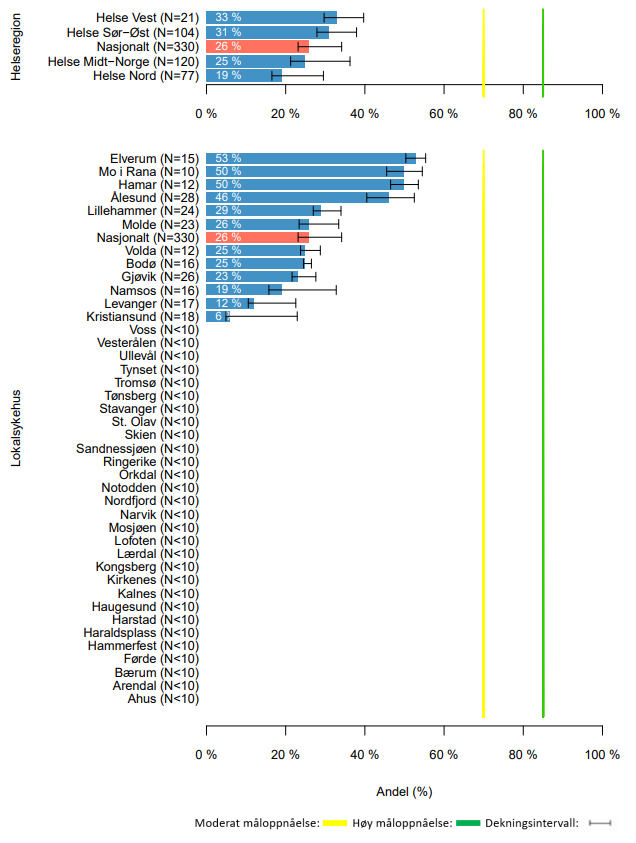 Helseregion
Helse Vest (N=21) 33 %
Helse Sør−Øst (N=104) 31 %
Nasjonalt (N=330) 26 %
Helse Midt−Norge (N=120) 25 %
Helse Nord (N=77) 19 %
0 % 20 % 40 % 60 % 80 % 100 %
Lokalsykehus
Elverum (N=15) 53 %
Mo i Rana (N=10) 50 %
Hamar (N=12) 50 %
Ålesund (N=28) 46 %
Lillehammer (N=24) 29 %
Molde (N=23) 26 %
Nasjonalt (N=330) 26 %
Volda (N=12) 25 %
Bodø (N=16) 25 %
Gjøvik (N=26) 23 %
Namsos (N=16) 19 %
Levanger (N=17) 12 %
Kristiansund (N=18) 6
Voss (N<10)
Vesterålen (N<10)
Ullevål (N<10)
Tynset (N<10)
Tromsø (N<10)
Tønsberg (N<10)
Stavanger (N<10)
St. Olav (N<10)
Skien (N<10)
Sandnessjøen (N<10)
Ringerike (N<10)
Orkdal (N<10)
Notodden (N<10)
Nordfjord (N<10)
Narvik (N<10)
Mosjøen (N<10)
Lofoten (N<10)
Lærdal (N<10)
Kongsberg (N<10)
Kirkenes (N<10)
Kalnes (N<10)
Haugesund (N<10)
Harstad (N<10)
Haraldsplass (N<10)
Hammerfest (N<10)
Førde (N<10)
Bærum (N<10)
Arendal (N<10)
Ahus (N<10)
0 % 20 % 40 % 60 % 80 % 100 %
Andel (%)
Moderat måloppnåelse: Høy måloppnåelse: Dekningsintervall: